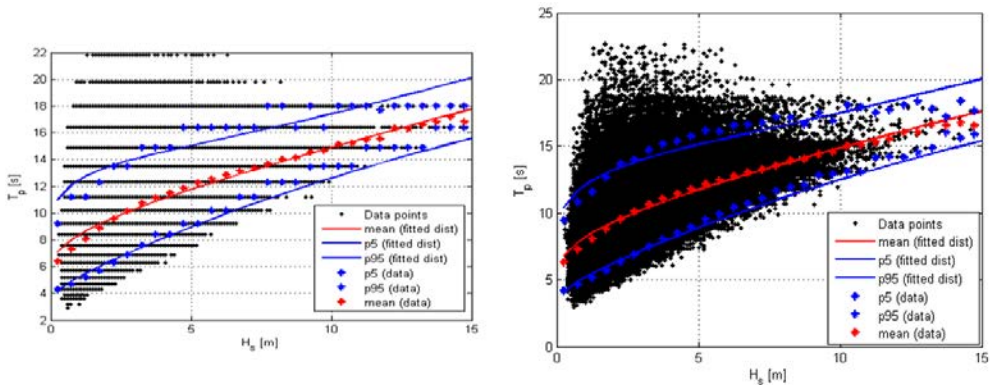 22
20
18
16
14
12
10
8
6
4
2
T_p [s]
0
5
10
15
H_s [m]
Data points
mean (fitted dist)
p5 (fitted dist)
p95 (fitted dist)
p5 (data)
p95 (data)
mean (data)
25
20
15
10
5
0
T_p [s]
0
5
10
15
H_s [m]
Data points
mean (fitted dist)
p5 (fitted dist)
p95 (fitted dist)
p5 (data)
p95 (data)
mean (data)